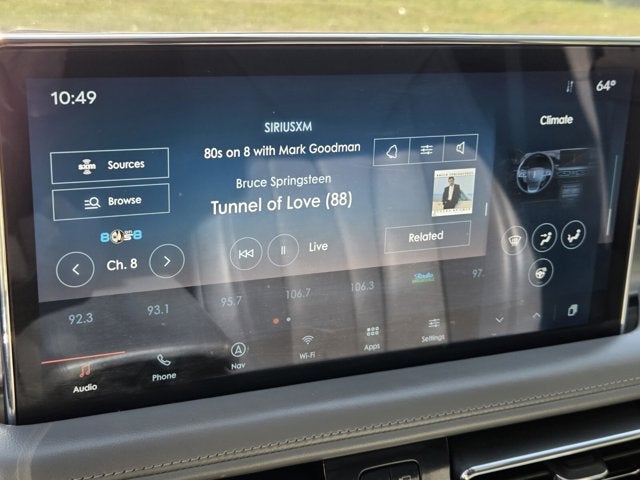 10:49
64°
SIRIUSXM
Climate
80s on 8 with Mark Goodman
sxm Sources
Bruce Springsteen
Browse
Tunnel of Love (88)
Related
Live
Ch. 8
92.3 93.1 95.7 106.7 106.3 97.
Audio Phone Nav Wi-Fi Apps Settings